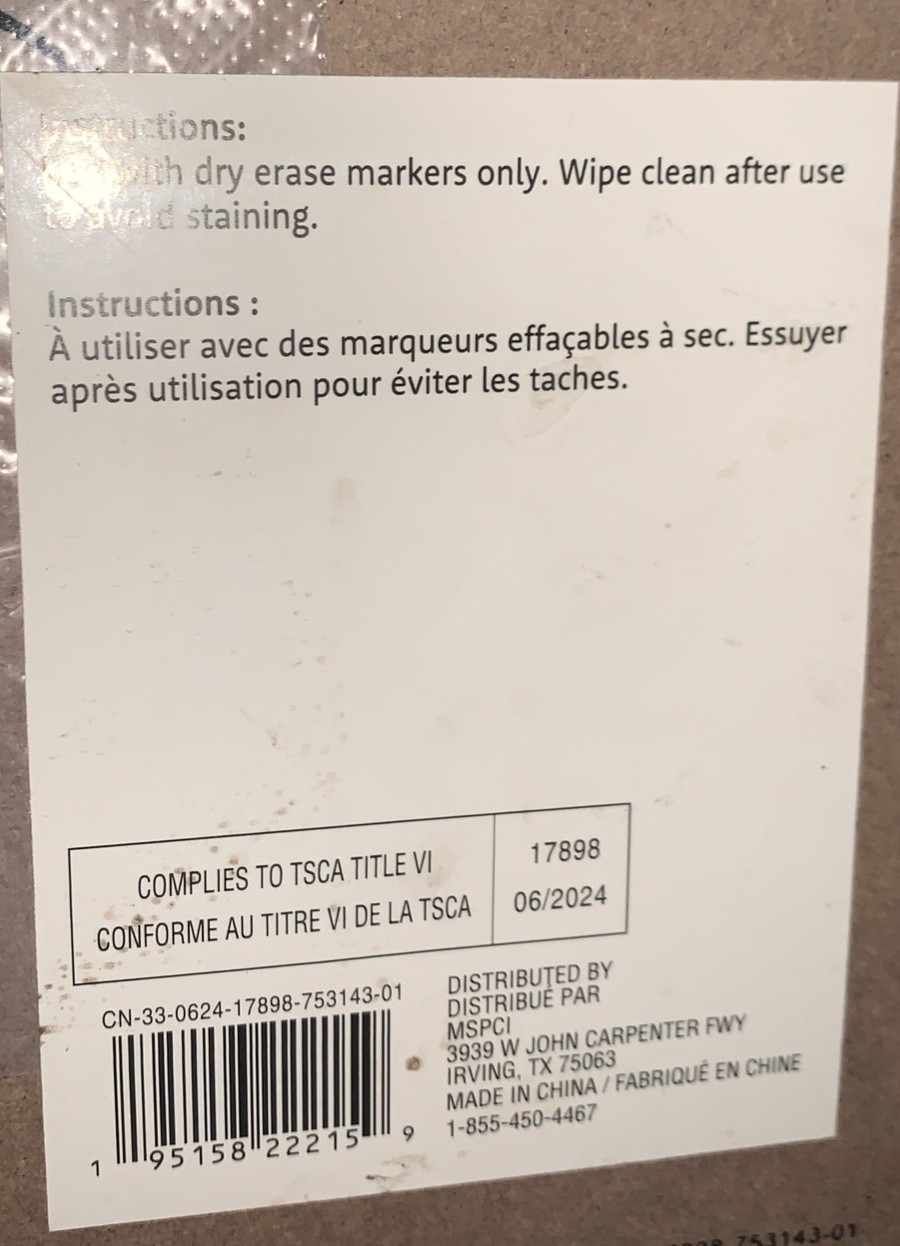 Instructions:
Use with dry erase markers only. Wipe clean after use
to avoid staining.
Instructions :
À utiliser avec des marqueurs effaçables à sec. Essuyer
après utilisation pour éviter les taches.
COMPLIES TO TSCA TITLE VI
CONFORME AU TITRE VI DE LA TSCA
17898
06/2024
CN-33-0624-17898-753143-01
1 95158 22215 9
DISTRIBUTED BY
DISTRIBUÉ PAR
MSPCI
3939 W JOHN CARPENTER FWY
IRVING, TX 75063
MADE IN CHINA / FABRIQUÉ EN CHINE
1-855-450-4467
753143-01